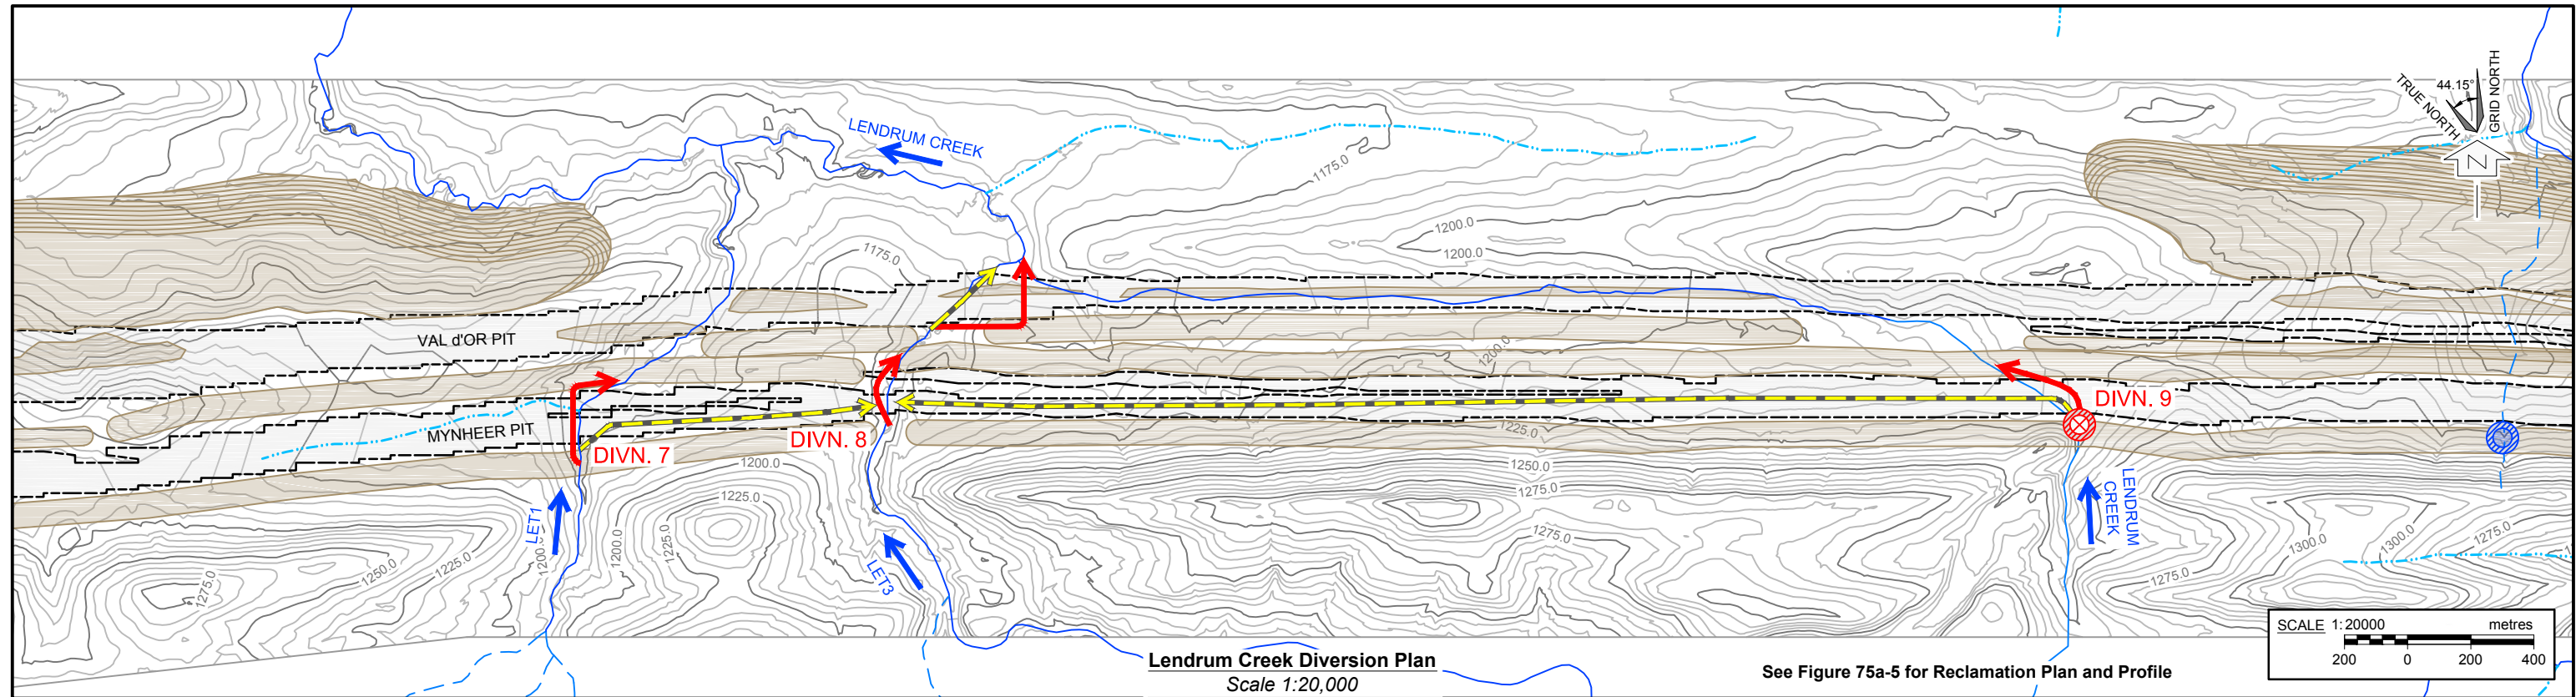 LENDRUM CREEK
TRUE NORTH
44.15°
GRID NORTH
N
1175.0
1200.0
1200.0
1175.0
VAL d'OR PIT
1200.0
MYNHEER PIT
DIVN. 7
DIVN. 8
DIVN. 9
1225.0
1200.0
1225.0
1250.0
1275.0
1275.0
LET1
1200.0
1200.0
1225.0
LET3
LENDRUM
CREEK
1275.0
1250.0
1225.0
1275.0
1300.0
1300.0
1275.0
SCALE 1:20000 metres
200 0 200 400
Lendrum Creek Diversion Plan
Scale 1:20,000
See Figure 75a-5 for Reclamation Plan and Profile